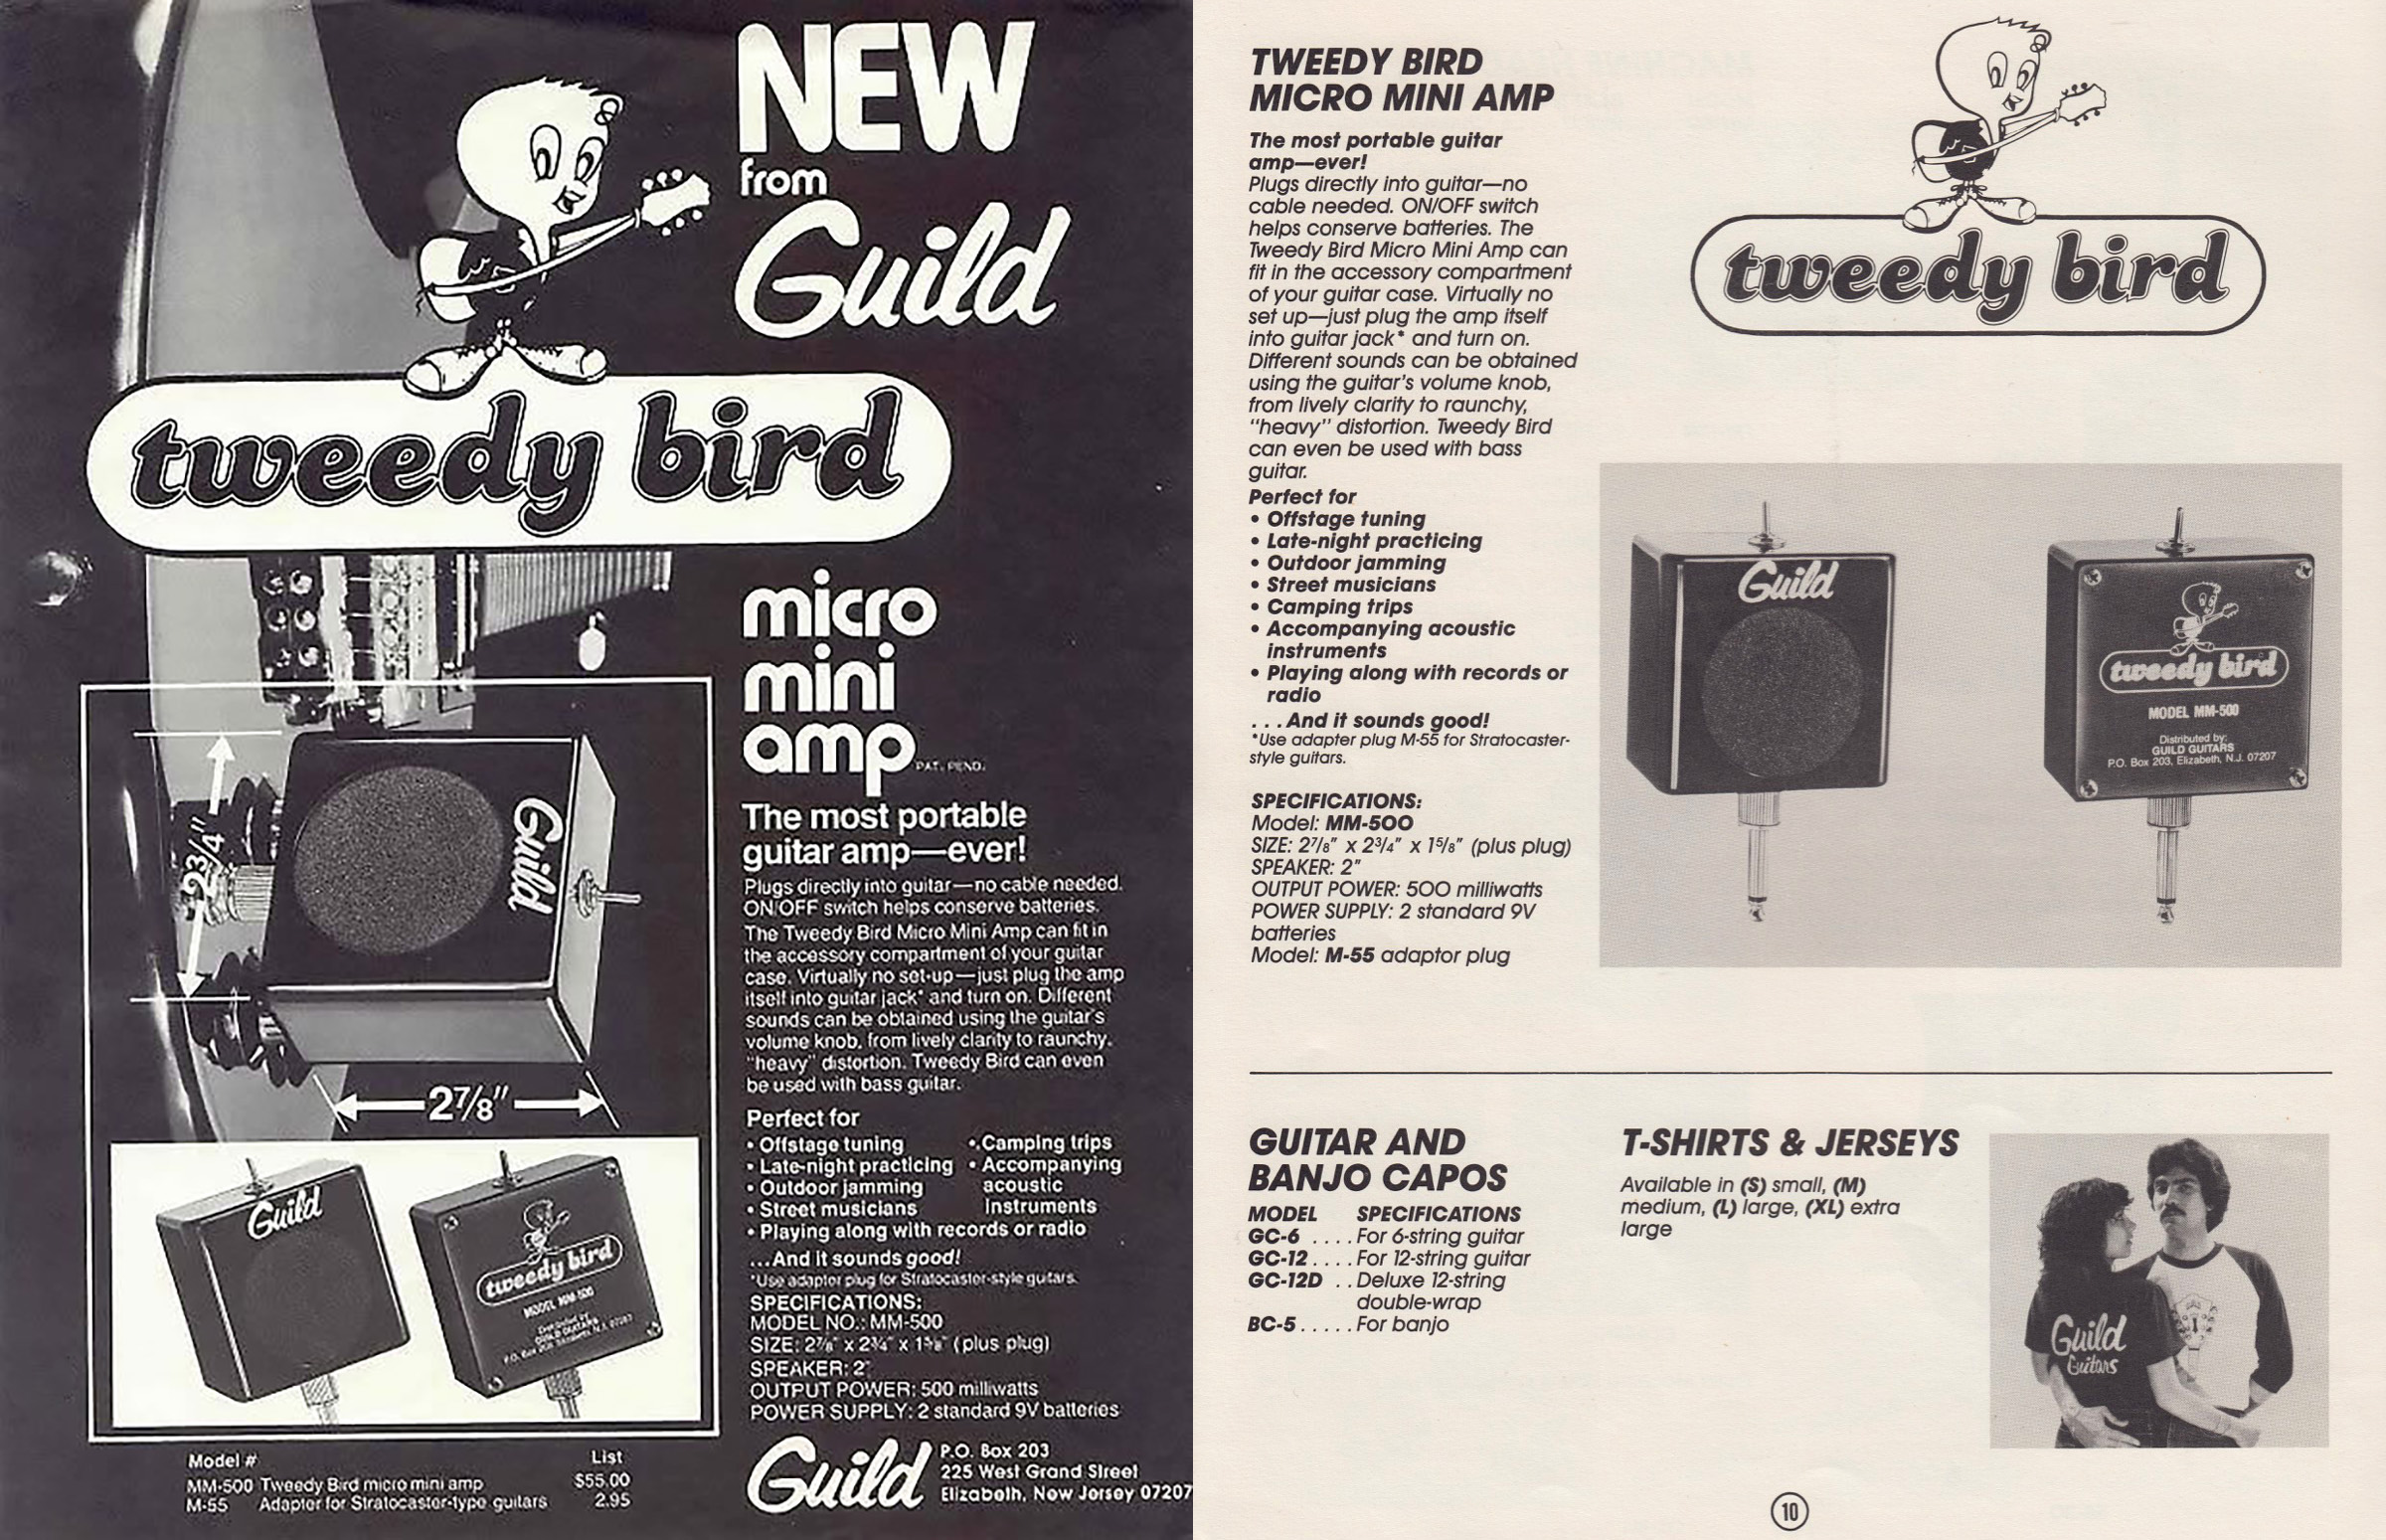 NEW
from
Guild
tweedy bird
micro
mini
amp
PAT. PEND.
The most portable
guitar amp—ever!
Plugs directly into guitar—no cable needed.
ON/OFF switch helps conserve batteries.
The Tweedy Bird Micro Mini Amp can fit in
the accessory compartment of your guitar
case. Virtually no set-up—just plug the amp
itself into guitar jack* and turn on. Different
sounds can be obtained using the guitar's
volume knob, from lively clarity to raunchy,
"heavy" distortion. Tweedy Bird can even
be used with bass guitar.
Perfect for
• Offstage tuning
• Late-night practicing
• Outdoor jamming
• Street musicians
• Camping trips
• Accompanying
acoustic
instruments
• Playing along with records or radio
...And it sounds good!
*Use adaptor plug for Stratocaster-style guitars.
SPECIFICATIONS:
MODEL NO.: MM-500
SIZE: 2⅞" x 2¾" x 1⅝" (plus plug)
SPEAKER: 2"
OUTPUT POWER: 500 milliwatts
POWER SUPPLY: 2 standard 9V batteries
Guild
2¾"
2⅞"
Guild
tweedy bird
MODEL MM-500
Distributed by
GUILD GUITARS
P.O. Box 203, Elizabeth, N.J. 07207
Model # List
MM-500 Tweedy Bird micro mini amp $55.00
M-55 Adapter for Stratocaster-type guitars 2.95
Guild
P.O. Box 203
225 West Grand Street
Elizabeth, New Jersey 07207
TWEEDY BIRD
MICRO MINI AMP
The most portable guitar
amp—ever!
Plugs directly into guitar—no
cable needed. ON/OFF switch
helps conserve batteries. The
Tweedy Bird Micro Mini Amp can
fit in the accessory compartment
of your guitar case. Virtually no
set up—just plug the amp itself
into guitar jack* and turn on.
Different sounds can be obtained
using the guitar's volume knob,
from lively clarity to raunchy,
"heavy" distortion. Tweedy Bird
can even be used with bass
guitar.
Perfect for
• Offstage tuning
• Late-night practicing
• Outdoor jamming
• Street musicians
• Camping trips
• Accompanying acoustic
instruments
• Playing along with records or
radio
. . . And it sounds good!
*Use adapter plug M-55 for Stratocaster-
style guitars.
SPECIFICATIONS:
Model: MM-500
SIZE: 2⅞" x 2¾" x 1⅝" (plus plug)
SPEAKER: 2"
OUTPUT POWER: 500 milliwatts
POWER SUPPLY: 2 standard 9V
batteries
Model: M-55 adaptor plug
tweedy bird
Guild
tweedy bird
MODEL MM-500
Distributed by:
GUILD GUITARS
P.O. Box 203, Elizabeth, N.J. 07207
GUITAR AND
BANJO CAPOS
MODEL SPECIFICATIONS
GC-6 . . . . For 6-string guitar
GC-12 . . . . For 12-string guitar
GC-12D . . Deluxe 12-string
double-wrap
BC-5 . . . . . For banjo
T-SHIRTS & JERSEYS
Available in (S) small, (M)
medium, (L) large, (XL) extra
large
Guild
Guitars
10